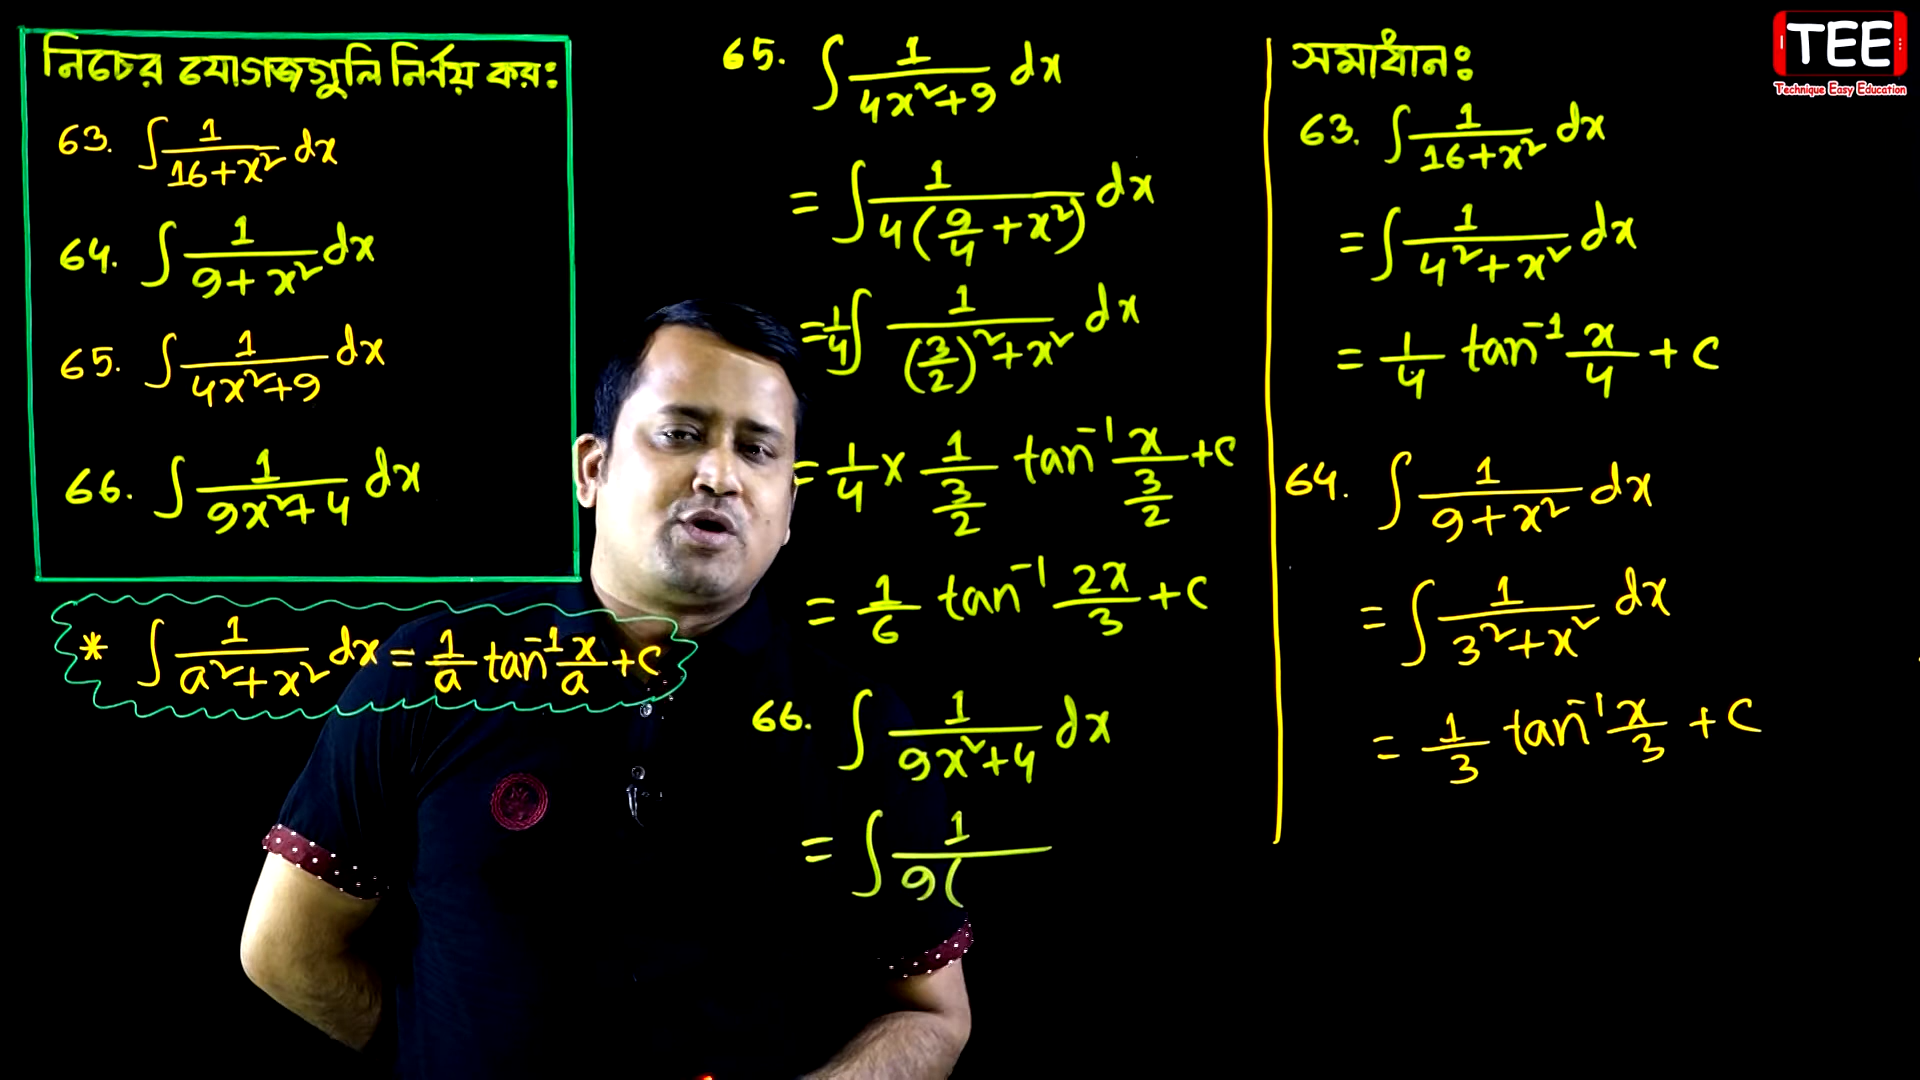 নিচের যোগজগুলি নির্ণয় কর:
63. ∫ 1/(16+x²) dx
64. ∫ 1/(9+x²) dx
65. ∫ 1/(4x²+9) dx
66. ∫ 1/(9x²+4) dx
* ∫ 1/(a²+x²) dx = 1/a tan⁻¹ x/a + c
65. ∫ 1/(4x²+9) dx
= ∫ 1/(4(9/4+x²)) dx
= 1/4 ∫ 1/((3/2)²+x²) dx
= 1/4 × 1/(3/2) tan⁻¹ x/(3/2) + c
= 1/6 tan⁻¹ 2x/3 + c
66. ∫ 1/(9x²+4) dx
= ∫ 1/9(
সমাধান:
63. ∫ 1/(16+x²) dx
= ∫ 1/(4²+x²) dx
= 1/4 tan⁻¹ x/4 + c
64. ∫ 1/(9+x²) dx
= ∫ 1/(3²+x²) dx
= 1/3 tan⁻¹ x/3 + c
TEE
Technique Easy Education